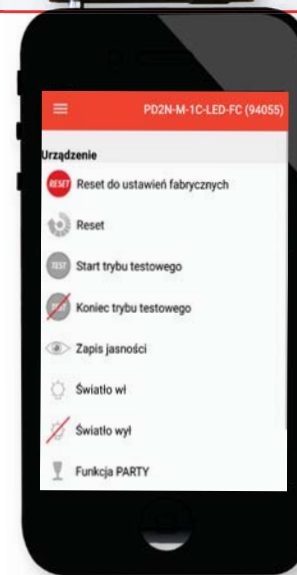 PD2N-M-1C-LED-FC (94055)
Urządzenie
RESET Reset do ustawień fabrycznych
Reset
TEST Start trybu testowego
TEST Koniec trybu testowego
Zapis jasności
Światło wł
Światło wył
Funkcja PARTY